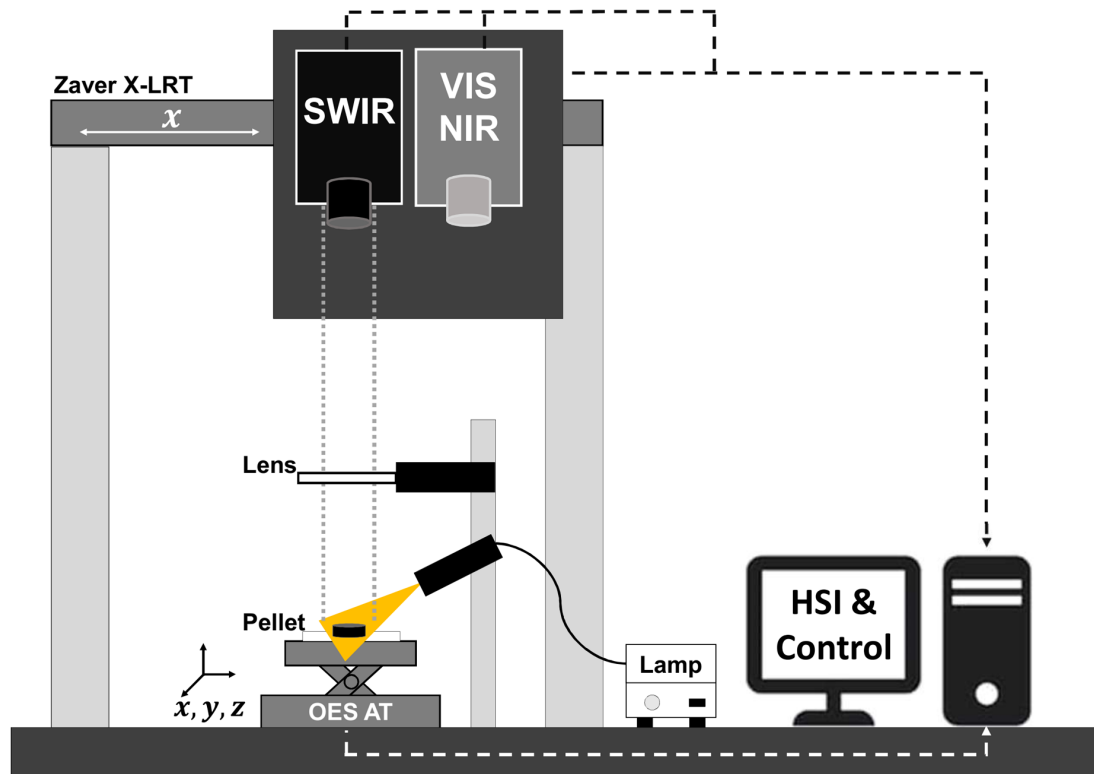 Zaver X-LRT
x
SWIR
VIS
NIR
Lens
Pellet
x, y, z
OES AT
Lamp
HSI &
Control